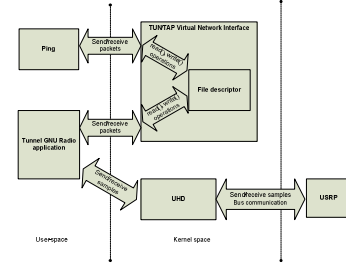 TUNTAP Virtual Network Interface
Ping
Send/receive
packets
read(), write()
operations
File descriptor
read(), write()
operations
Send/receive
packets
Tunnel GNU Radio
application
Send/receive
samples
UHD
Send/receive samples
Bus communication
USRP
User-space
Kernel space